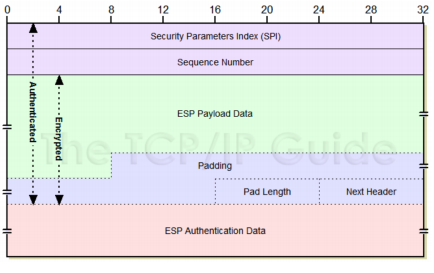 0 4 8 12 16 20 24 28 32
Security Parameters Index (SPI)
Sequence Number
Authenticated
Encrypted
ESP Payload Data
The TCP/IP Guide
Padding
Pad Length
Next Header
ESP Authentication Data